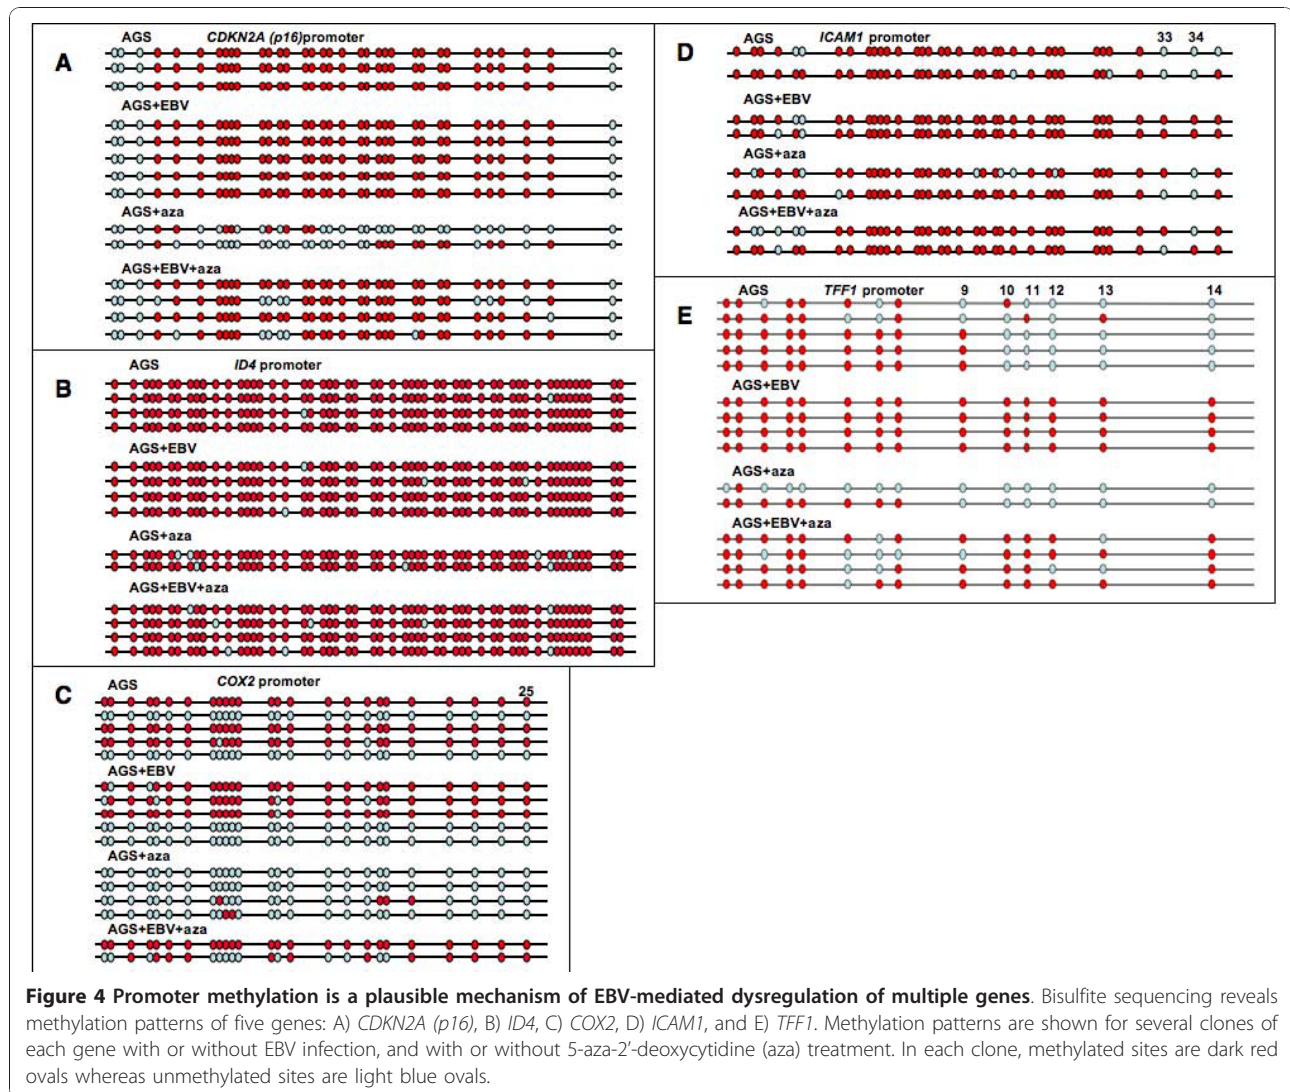 A
AGS CDKN2A (p16)promoter
AGS+EBV
AGS+aza
AGS+EBV+aza
B
AGS ID4 promoter
AGS+EBV
AGS+aza
AGS+EBV+aza
C
AGS COX2 promoter 25
AGS+EBV
AGS+aza
AGS+EBV+aza
D
AGS ICAM1 promoter 33 34
AGS+EBV
AGS+aza
AGS+EBV+aza
E
AGS TFF1 promoter 9 10 11 12 13 14
AGS+EBV
AGS+aza
AGS+EBV+aza
Figure 4 Promoter methylation is a plausible mechanism of EBV-mediated dysregulation of multiple genes. Bisulfite sequencing reveals
methylation patterns of five genes: A) CDKN2A (p16), B) ID4, C) COX2, D) ICAM1, and E) TFF1. Methylation patterns are shown for several clones of
each gene with or without EBV infection, and with or without 5-aza-2′-deoxycytidine (aza) treatment. In each clone, methylated sites are dark red
ovals whereas unmethylated sites are light blue ovals.